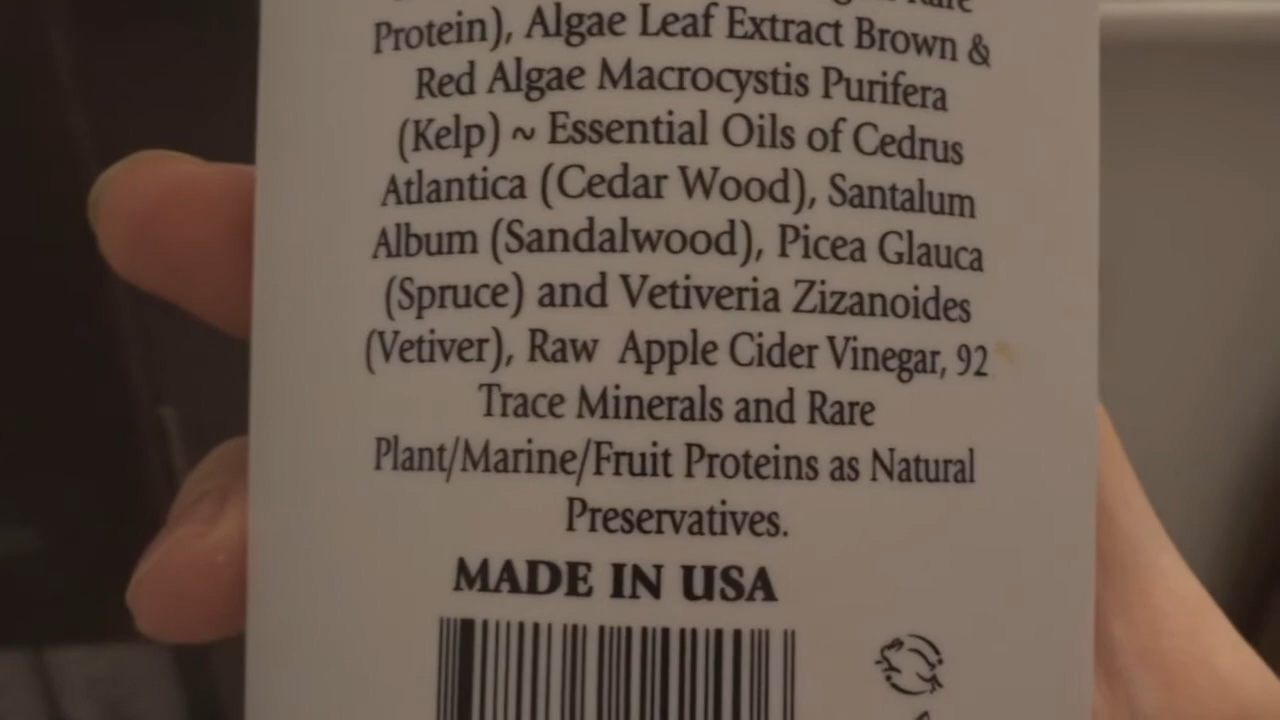 Protein), Algae Leaf Extract Brown &
Red Algae Macrocystis Purifera
(Kelp) ~ Essential Oils of Cedrus
Atlantica (Cedar Wood), Santalum
Album (Sandalwood), Picea Glauca
(Spruce) and Vetiveria Zizanoides
(Vetiver), Raw Apple Cider Vinegar, 92
Trace Minerals and Rare
Plant/Marine/Fruit Proteins as Natural
Preservatives.
MADE IN USA